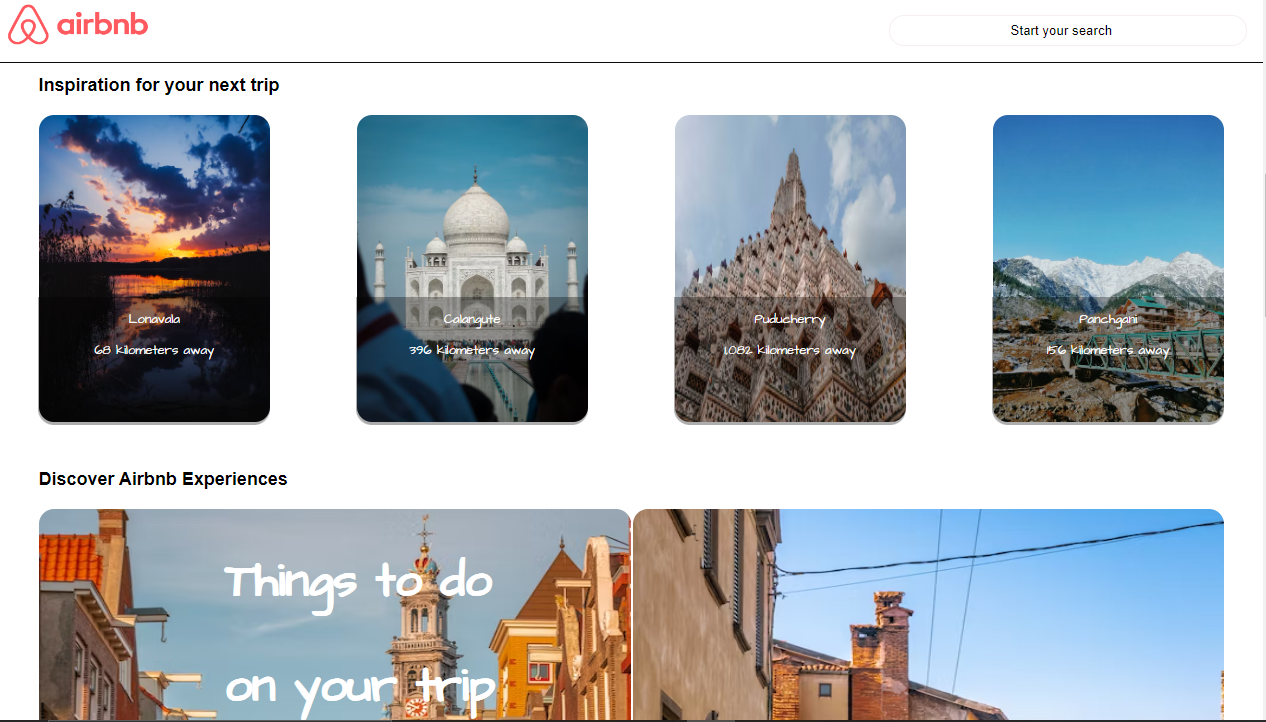 airbnb
Start your search
Inspiration for your next trip
Lonavala
68 kilometers away
Calangute
396 kilometers away
Puducherry
1,082 kilometers away
Panchgani
156 kilometers away
Discover Airbnb Experiences
Things to do
on your trip